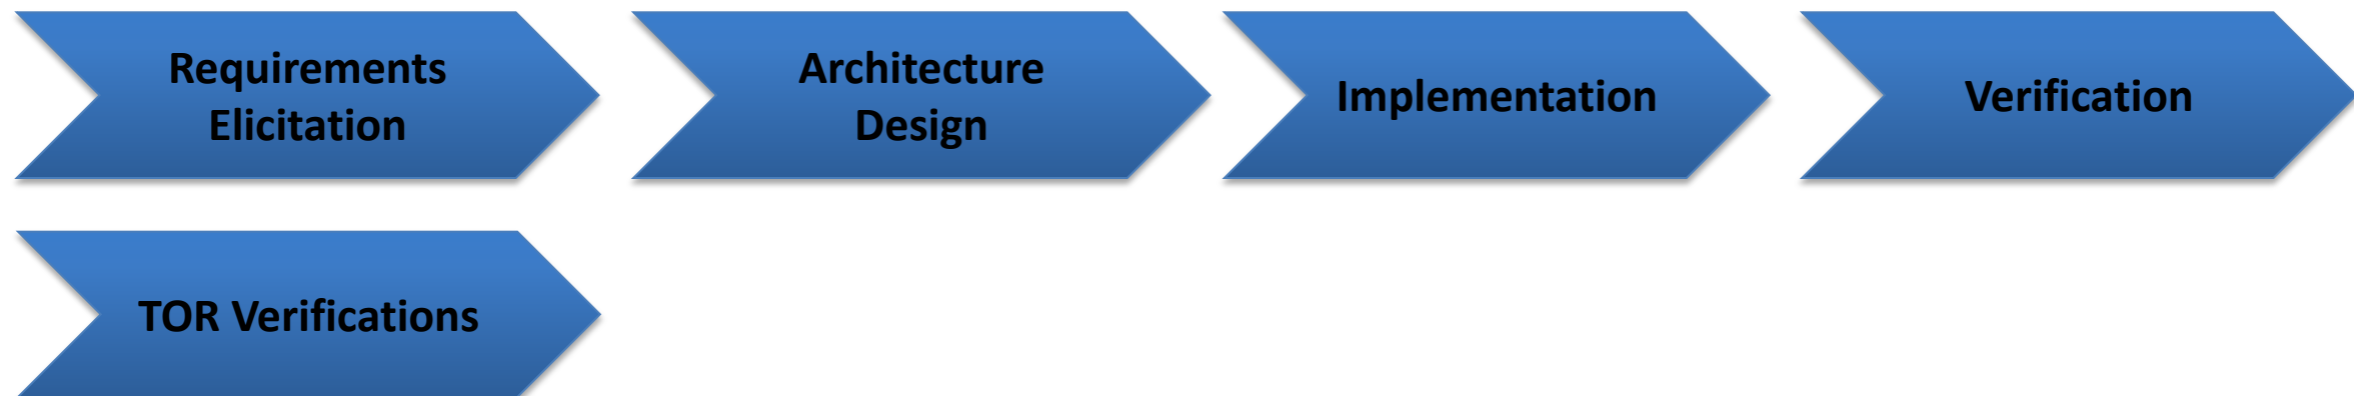 Requirements
Elicitation
Architecture
Design
Implementation
Verification
TOR Verifications